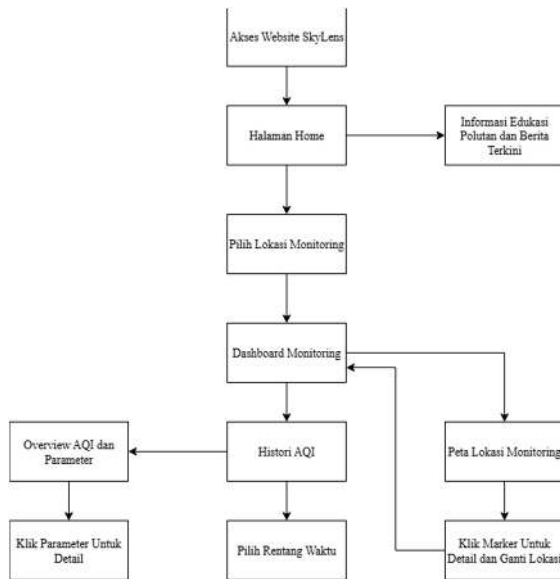 Akses Website SkyLens
Halaman Home
Informasi Edukasi
Polutan dan Berita
Terkini
Pilih Lokasi Monitoring
Dashboard Monitoring
Overview AQI dan
Parameter
Histori AQI
Peta Lokasi Monitoring
Klik Parameter Untuk
Detail
Pilih Rentang Waktu
Klik Marker Untuk
Detail dan Ganti Lokasi